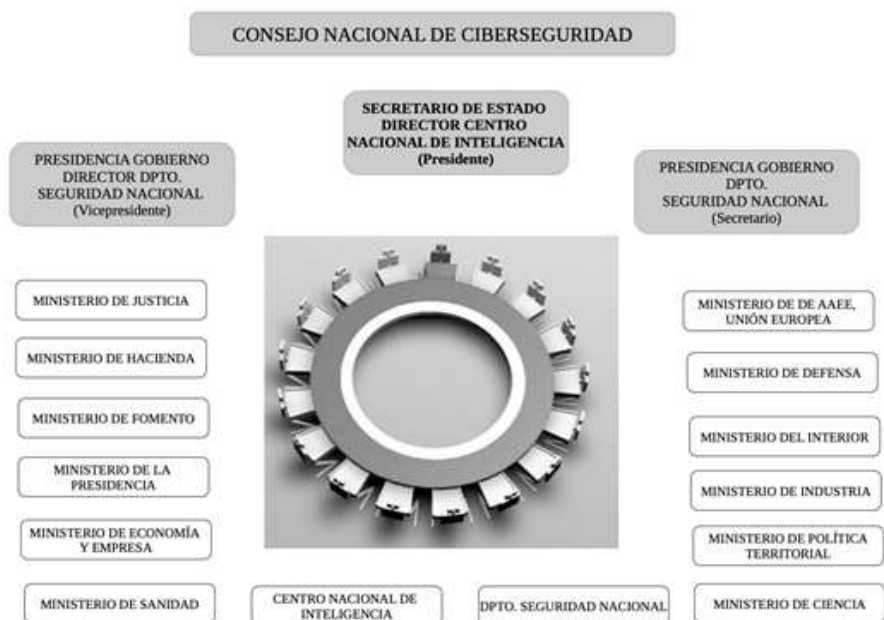 CONSEJO NACIONAL DE CIBERSEGURIDAD
SECRETARIO DE ESTADO
DIRECTOR CENTRO
NACIONAL DE INTELIGENCIA
(Presidente)
PRESIDENCIA GOBIERNO
DIRECTOR DPTO.
SEGURIDAD NACIONAL
(Vicepresidente)
PRESIDENCIA GOBIERNO
DPTO.
SEGURIDAD NACIONAL
(Secretario)
MINISTERIO DE JUSTICIA
MINISTERIO DE HACIENDA
MINISTERIO DE FOMENTO
MINISTERIO DE LA
PRESIDENCIA
MINISTERIO DE ECONOMÍA
Y EMPRESA
MINISTERIO DE SANIDAD
CENTRO NACIONAL DE
INTELIGENCIA
DPTO. SEGURIDAD NACIONAL
MINISTERIO DE DE AAEE,
UNIÓN EUROPEA
MINISTERIO DE DEFENSA
MINISTERIO DEL INTERIOR
MINISTERIO DE INDUSTRIA
MINISTERIO DE POLÍTICA
TERRITORIAL
MINISTERIO DE CIENCIA